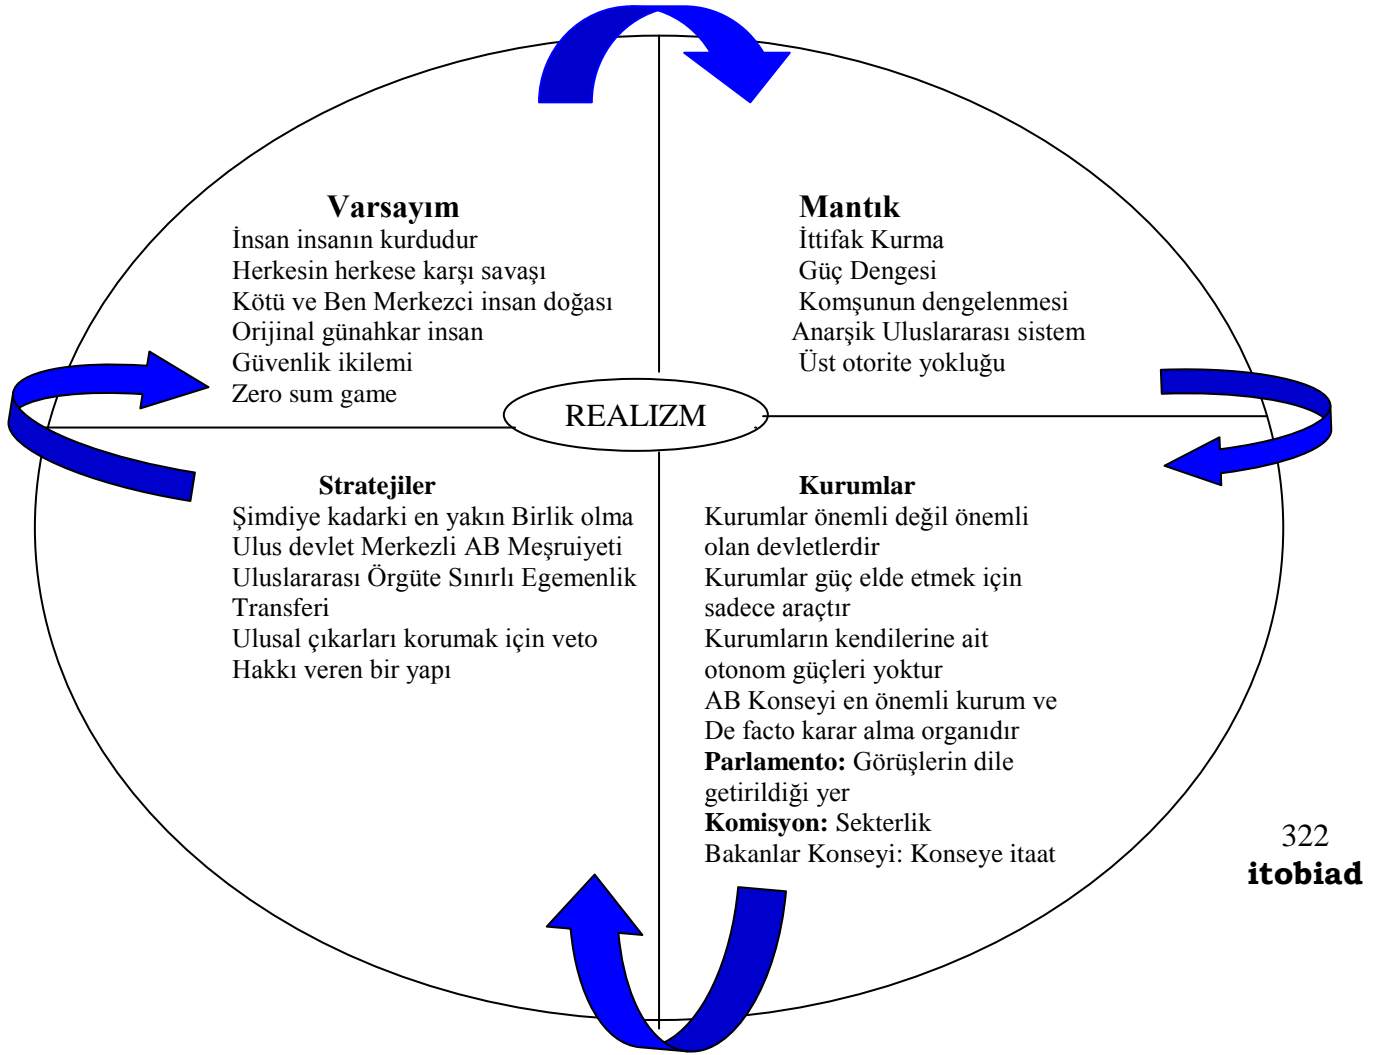 Varsayım
İnsan insanın kurdudur
Herkesin herkese karşı savaşı
Kötü ve Ben Merkezci insan doğası
Orijinal günahkar insan
Güvenlik ikilemi
Zero sum game
Mantık
İttifak Kurma
Güç Dengesi
Komşunun dengelenmesi
Anarşik Uluslararası sistem
Üst otorite yokluğu
REALIZM
Stratejiler
Şimdiye kadarki en yakın Birlik olma
Ulus devlet Merkezli AB Meşruiyeti
Uluslararası Örgüte Sınırlı Egemenlik
Transferi
Ulusal çıkarları korumak için veto
Hakkı veren bir yapı
Kurumlar
Kurumlar önemli değil önemli
olan devletlerdir
Kurumlar güç elde etmek için
sadece araçtır
Kurumların kendilerine ait
otonom güçleri yoktur
AB Konseyi en önemli kurum ve
De facto karar alma organıdır
Parlamento: Görüşlerin dile
getirildiği yer
Komisyon: Sekterlik
Bakanlar Konseyi: Konseye itaat
322
itobiad